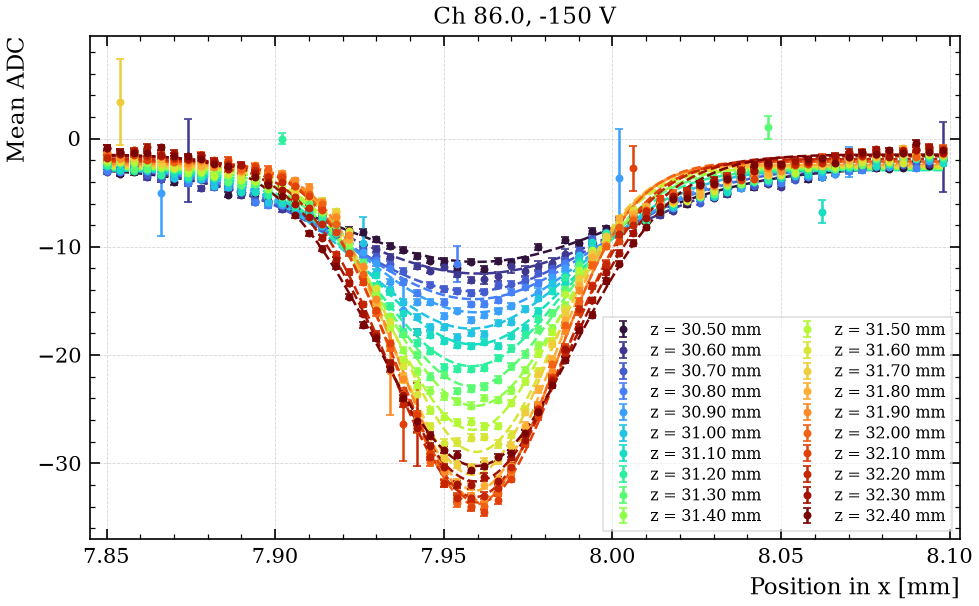 Ch 86.0, -150 V
Mean ADC
0
−10
−20
−30
z = 30.50 mm
z = 30.60 mm
z = 30.70 mm
z = 30.80 mm
z = 30.90 mm
z = 31.00 mm
z = 31.10 mm
z = 31.20 mm
z = 31.30 mm
z = 31.40 mm
z = 31.50 mm
z = 31.60 mm
z = 31.70 mm
z = 31.80 mm
z = 31.90 mm
z = 32.00 mm
z = 32.10 mm
z = 32.20 mm
z = 32.30 mm
z = 32.40 mm
7.85 7.90 7.95 8.00 8.05 8.10
Position in x [mm]